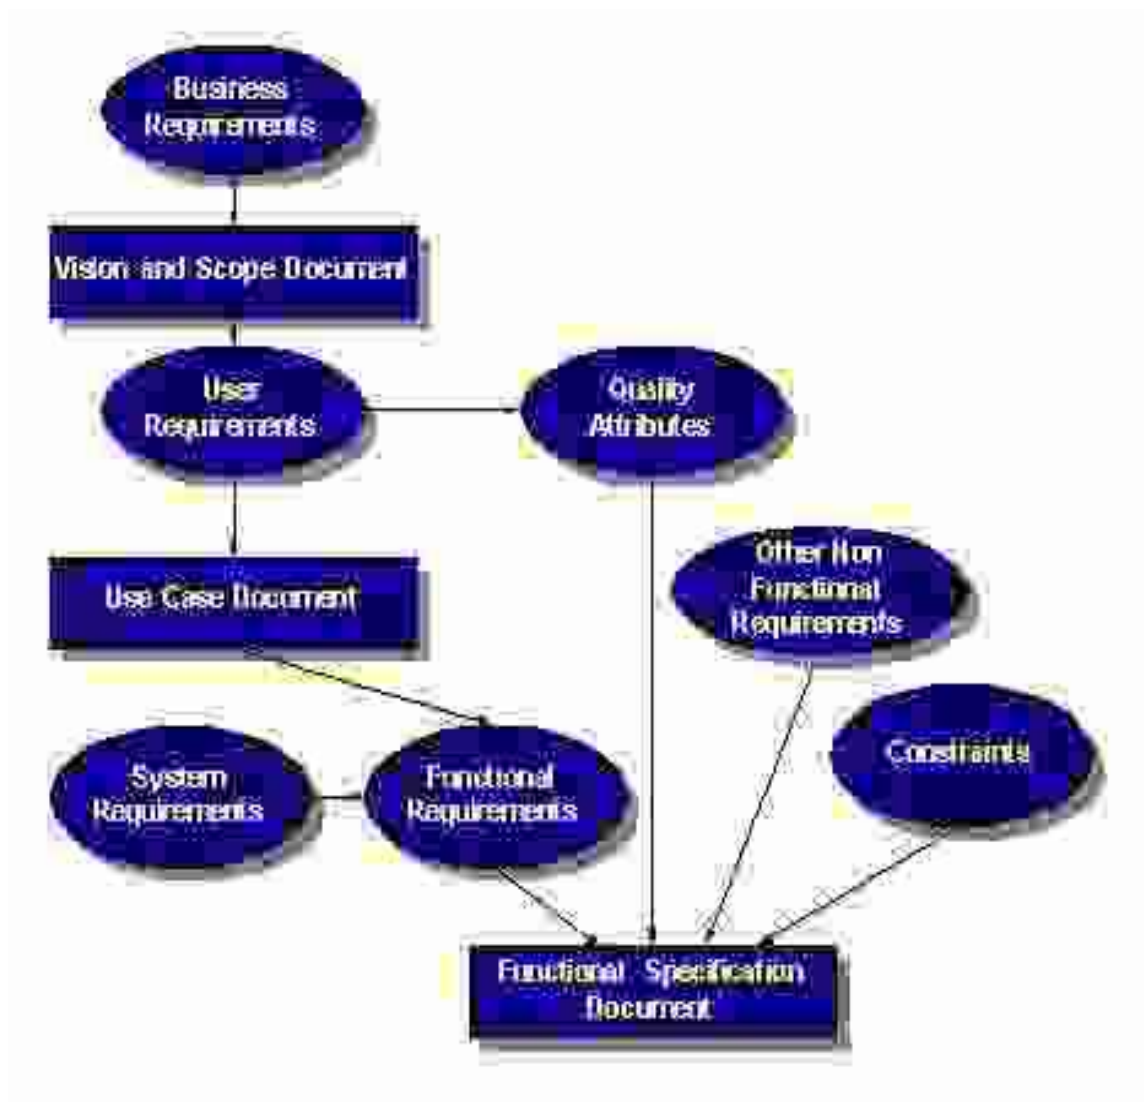 Business
Requirements
Vision and Scope Document
User
Requirements
Quality
Attributes
Use Case Document
Other Non
Functional
Requirements
Constraints
System
Requirements
Functional
Requirements
Functional Specification
Document